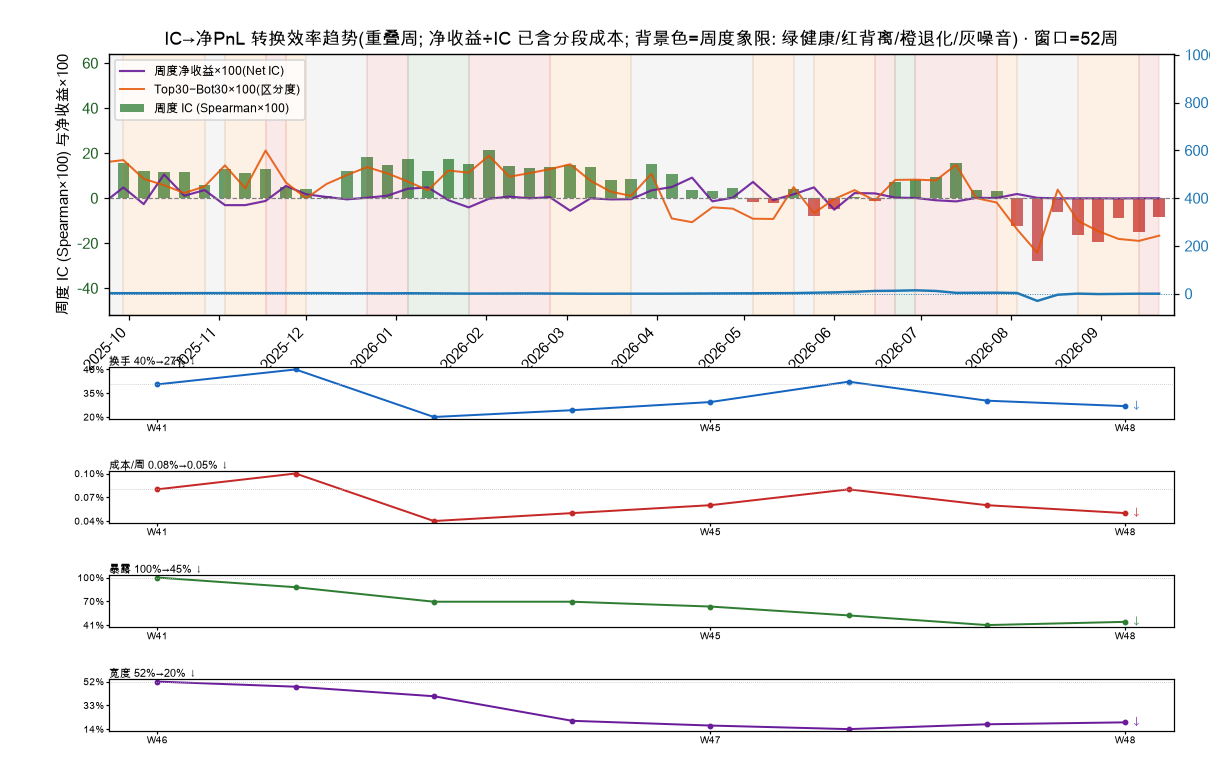 IC→净PnL 转换效率趋势(重叠周; 净收益÷IC 已含分段成本; 背景色=周度象限: 绿健康/红背离/橙退化/灰噪音) · 窗口=52周
周度 IC (Spearman×100) 与净收益×100
60
40
20
0
-20
-40
周度净收益×100(Net IC)
Top30−Bot30×100(区分度)
周度 IC (Spearman×100)
1000
800
600
400
200
0
2025-10
2025-11
2025-12
2026-01
2026-02
2026-03
2026-04
2026-05
2026-06
2026-07
2026-08
2026-09
换手 40%→27% ↓
35%
20%
W41
W45
W48
↓
成本/周 0.08%→0.05% ↓
0.10%
0.07%
0.04%
W41
W45
W48
↓
暴露 100%→45% ↓
100%
70%
41%
W41
W45
W48
↓
宽度 52%→20% ↓
52%
33%
14%
W46
W47
W48
↓